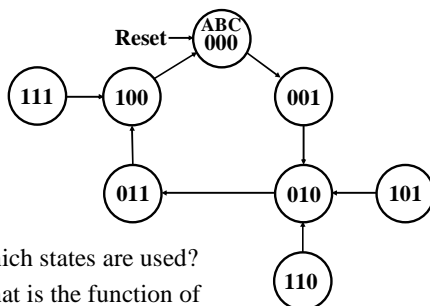 Reset
ABC
000
111
100
001
011
010
101
110
hich states are used?
at is the function of